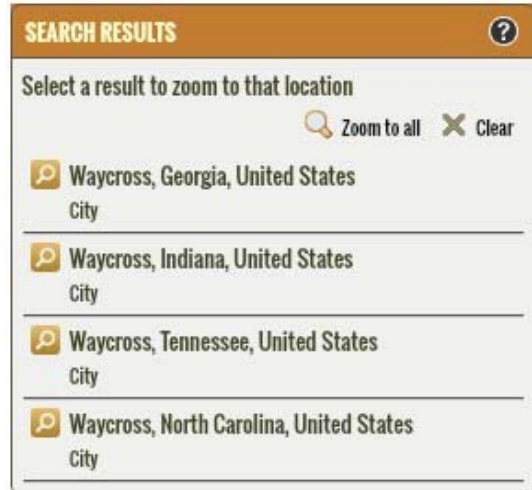 SEARCH RESULTS ?
Select a result to zoom to that location
Zoom to all Clear
Waycross, Georgia, United States
City
Waycross, Indiana, United States
City
Waycross, Tennessee, United States
City
Waycross, North Carolina, United States
City